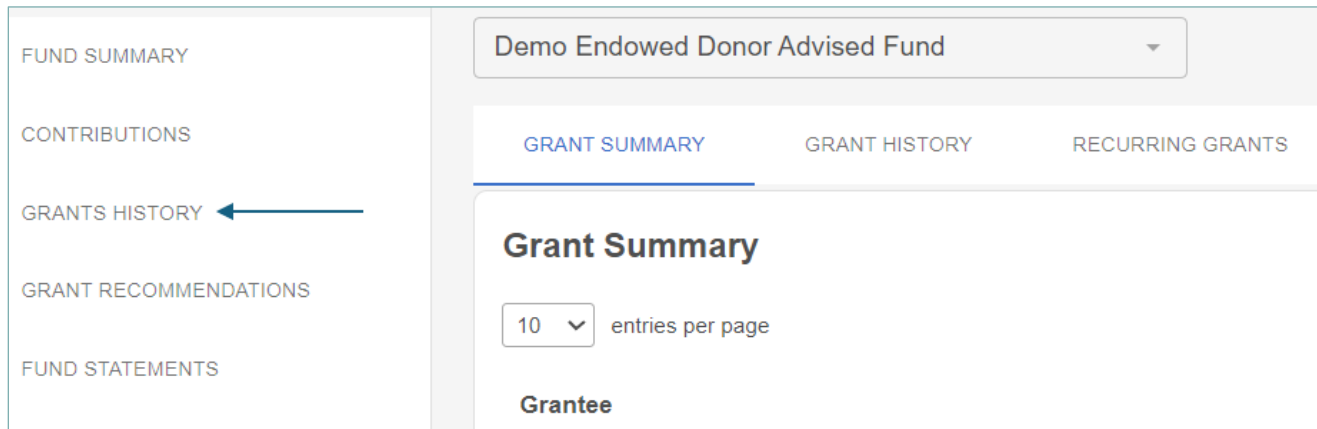 FUND SUMMARY
CONTRIBUTIONS
GRANTS HISTORY
GRANT RECOMMENDATIONS
FUND STATEMENTS
Demo Endowed Donor Advised Fund
GRANT SUMMARY GRANT HISTORY RECURRING GRANTS
Grant Summary
10 entries per page
Grantee